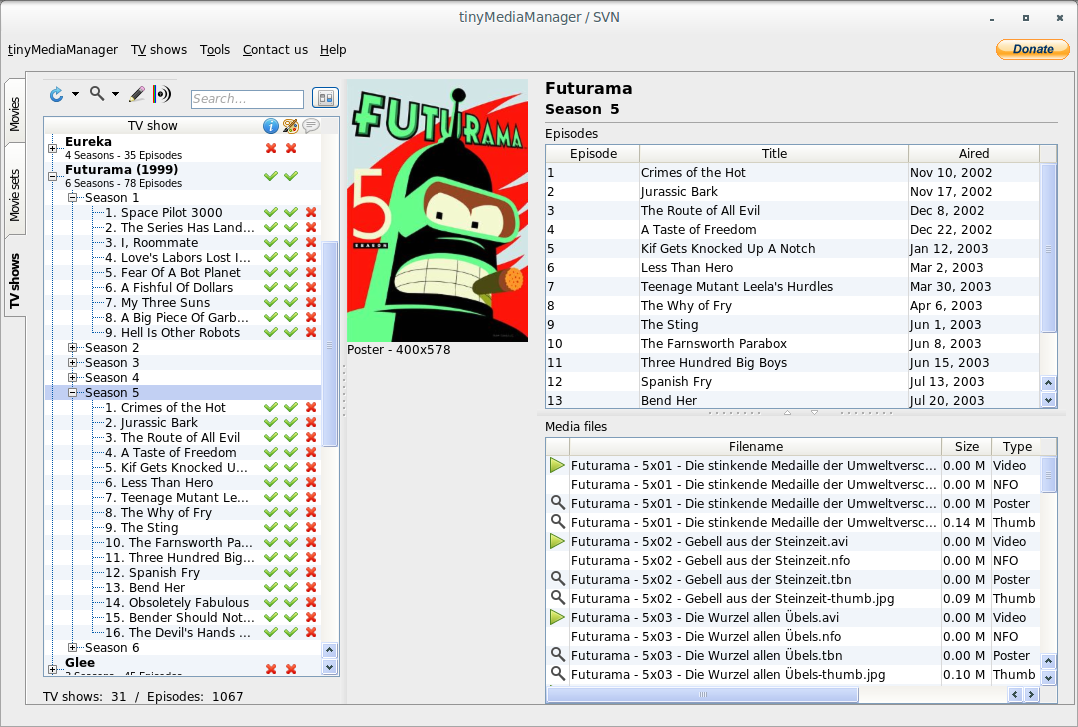 tinyMediaManager / SVN
tinyMediaManager TV shows Tools Contact us Help
Donate
Movies
Movie sets
TV shows
Search...
TV show
Eureka
4 Seasons - 35 Episodes
Futurama (1999)
6 Seasons - 78 Episodes
Season 1
1. Space Pilot 3000
2. The Series Has Land...
3. I, Roommate
4. Love's Labors Lost I...
5. Fear Of A Bot Planet
6. A Fishful Of Dollars
7. My Three Suns
8. A Big Piece Of Garb...
9. Hell Is Other Robots
Season 2
Season 3
Season 4
Season 5
1. Crimes of the Hot
2. Jurassic Bark
3. The Route of All Evil
4. A Taste of Freedom
5. Kif Gets Knocked U...
6. Less Than Hero
7. Teenage Mutant Le...
8. The Why of Fry
9. The Sting
10. The Farnsworth Pa...
11. Three Hundred Big...
12. Spanish Fry
13. Bend Her
14. Obsoletely Fabulous
15. Bender Should Not...
16. The Devil's Hands ...
Season 6
Glee
TV shows: 31 / Episodes: 1067
FUTURAMA
5
SEASON
Poster - 400x578
Futurama
Season 5
Episodes
Episode Title Aired
1 Crimes of the Hot Nov 10, 2002
2 Jurassic Bark Nov 17, 2002
3 The Route of All Evil Dec 8, 2002
4 A Taste of Freedom Dec 22, 2002
5 Kif Gets Knocked Up A Notch Jan 12, 2003
6 Less Than Hero Mar 2, 2003
7 Teenage Mutant Leela's Hurdles Mar 30, 2003
8 The Why of Fry Apr 6, 2003
9 The Sting Jun 1, 2003
10 The Farnsworth Parabox Jun 8, 2003
11 Three Hundred Big Boys Jun 15, 2003
12 Spanish Fry Jul 13, 2003
13 Bend Her Jul 20, 2003
Media files
Filename Size Type
Futurama - 5x01 - Die stinkende Medaille der Umweltversc... 0.00 M Video
Futurama - 5x01 - Die stinkende Medaille der Umweltversc... 0.00 M NFO
Futurama - 5x01 - Die stinkende Medaille der Umweltversc... 0.00 M Poster
Futurama - 5x01 - Die stinkende Medaille der Umweltversc... 0.14 M Thumb
Futurama - 5x02 - Gebell aus der Steinzeit.avi 0.00 M Video
Futurama - 5x02 - Gebell aus der Steinzeit.nfo 0.00 M NFO
Futurama - 5x02 - Gebell aus der Steinzeit.tbn 0.00 M Poster
Futurama - 5x02 - Gebell aus der Steinzeit-thumb.jpg 0.09 M Thumb
Futurama - 5x03 - Die Wurzel allen Übels.avi 0.00 M Video
Futurama - 5x03 - Die Wurzel allen Übels.nfo 0.00 M NFO
Futurama - 5x03 - Die Wurzel allen Übels.tbn 0.00 M Poster
Futurama - 5x03 - Die Wurzel allen Übels-thumb.jpg 0.10 M Thumb